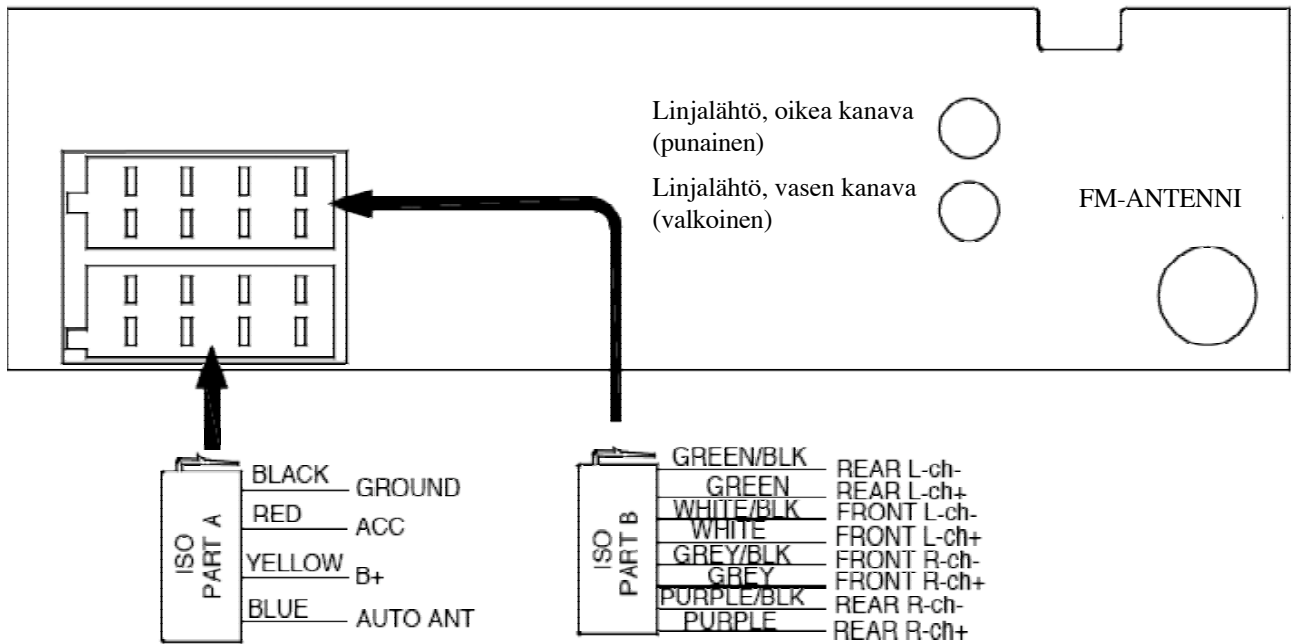 Linjalähtö, oikea kanava
(punainen)
Linjalähtö, vasen kanava
(valkoinen)
FM-ANTENNI
ISO
PART A
BLACK GROUND
RED ACC
YELLOW B+
BLUE AUTO ANT
ISO
PART B
GREEN/BLK REAR L-ch-
GREEN REAR L-ch+
WHITE/BLK FRONT L-ch-
WHITE FRONT L-ch+
GREY/BLK FRONT R-ch-
GREY FRONT R-ch+
PURPLE/BLK REAR R-ch-
PURPLE REAR R-ch+